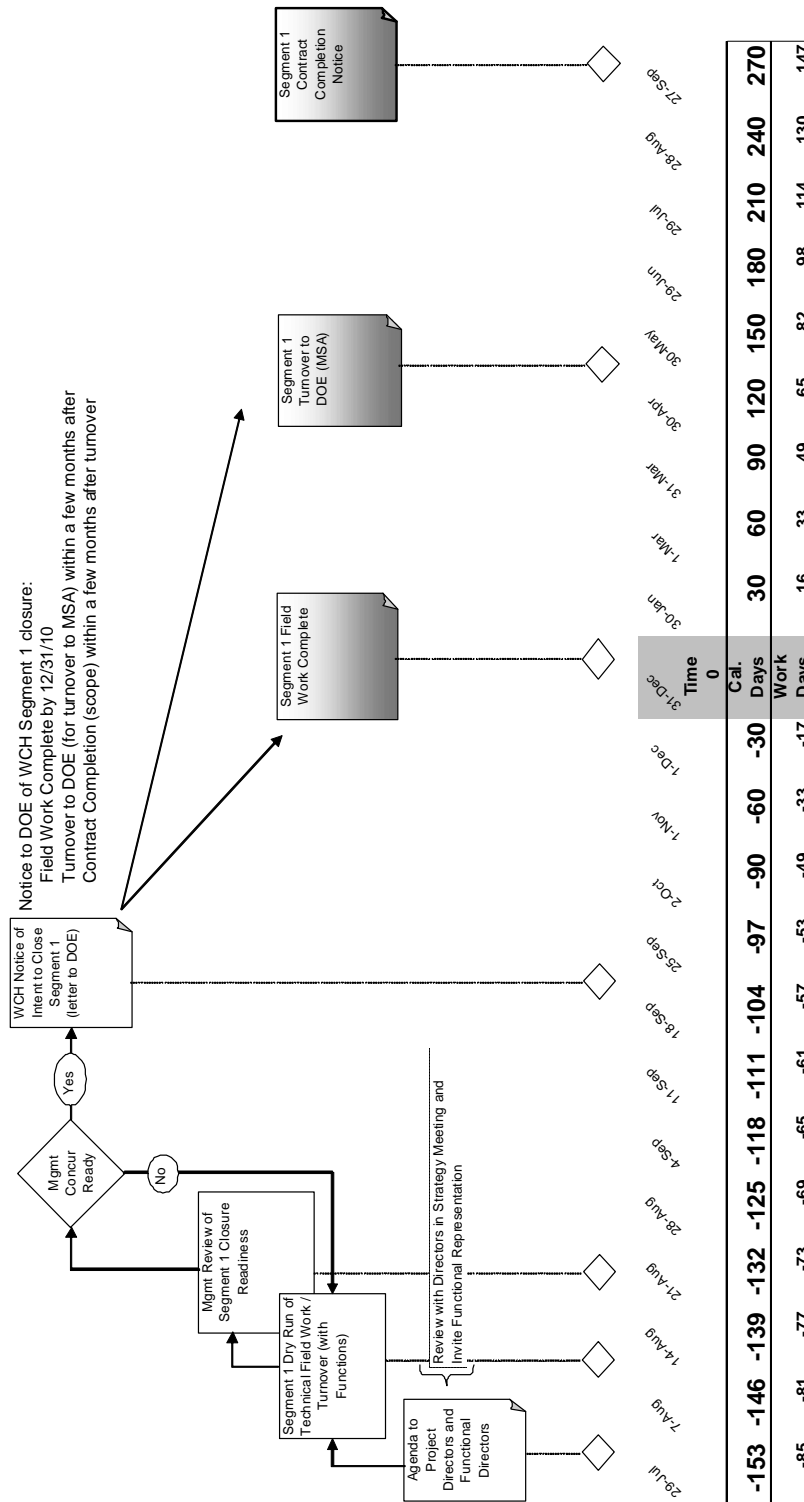 Notice to DOE of WCH Segment 1 closure:
Field Work Complete by 12/31/10
Turnover to DOE (for turnover to MSA) within a few months after
Contract Completion (scope) within a few months after turnover
WCH Notice of
Intent to Close
Segment 1
(letter to DOE)
Yes
Mgmt
Concur
Ready
No
Mgmt Review of
Segment 1 Closure
Readiness
Segment 1 Dry Run of
Technical Field Work /
Turnover (with
Functions)
Agenda to
Project
Directors and
Functional
Directors
Review with Directors in Strategy Meeting and
Invite Functional Representation
Segment 1 Field
Work Complete
Segment 1
Turnover to
DOE (MSA)
Segment 1
Contract
Completion
Notice
29-Jul 7-Aug 14-Aug 21-Aug 28-Aug 4-Sep 11-Sep 18-Sep 25-Sep 2-Oct 1-Nov 1-Dec 31-Dec 30-Jan 1-Mar 31-Mar 30-Apr 30-May 29-Jun 29-Jul 28-Aug 27-Sep
Time
0
-153 -146 -139 -132 -125 -118 -111 -104 -97 -90 -60 -30 Cal. Days 30 60 90 120 150 180 210 240 270
-85 -81 -77 -73 -69 -65 -61 -57 -53 -49 -33 -17 Work Days 16 33 49 65 82 98 114 130 147